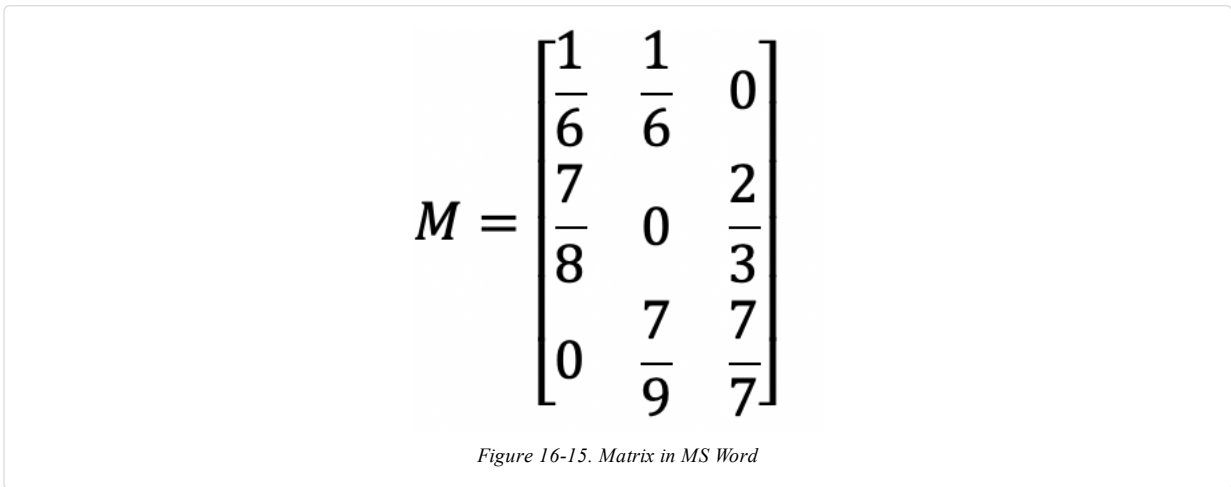 M = [ 1/6 1/6 0
7/8 0 2/3
0 7/9 7/7 ]
Figure 16-15. Matrix in MS Word